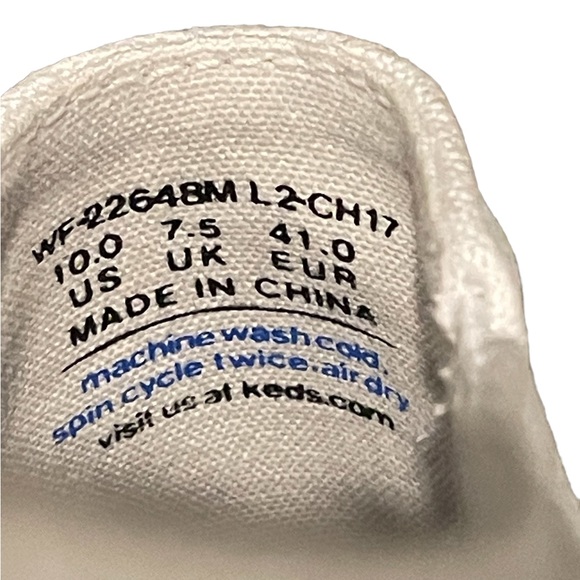 WF-22648M L2-CH17
10.0 7.5 41.0
US UK EUR
MADE IN CHINA
machine wash cold.
spin cycle twice. air dry
visit us at keds.com